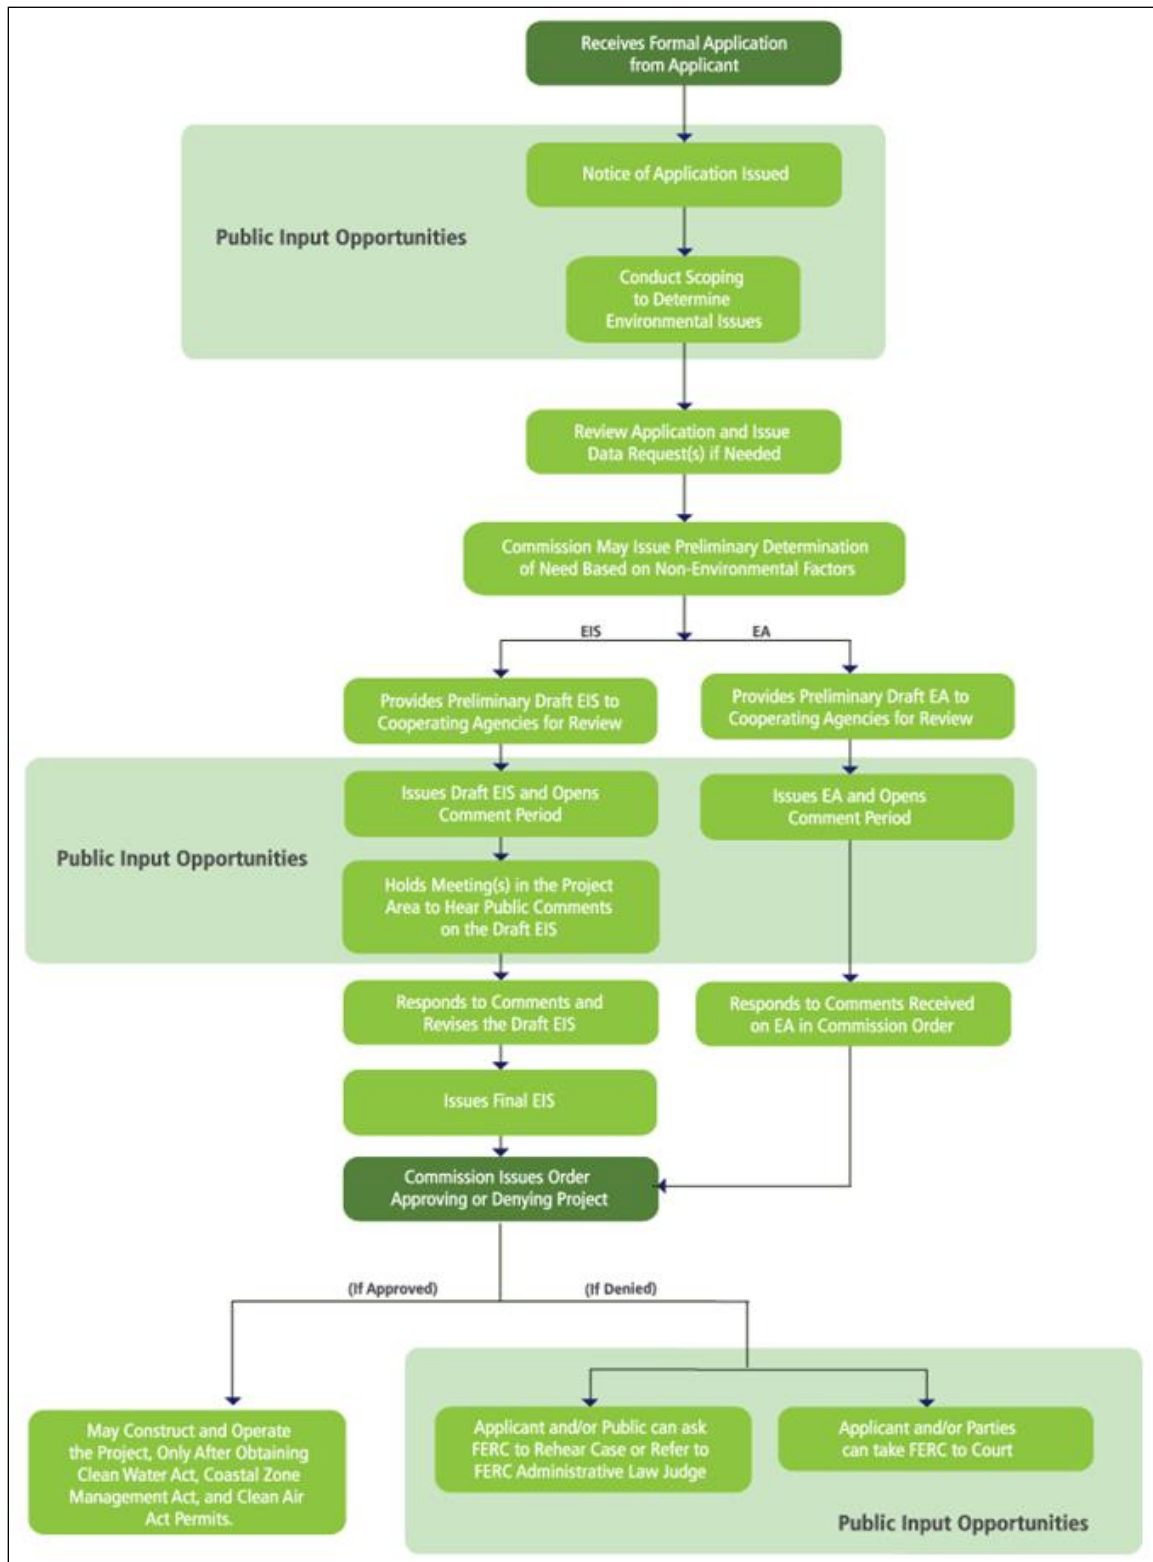 Receives Formal Application
from Applicant
Notice of Application Issued
Public Input Opportunities
Conduct Scoping
to Determine
Environmental Issues
Review Application and Issue
Data Request(s) if Needed
Commission May Issue Preliminary Determination
of Need Based on Non-Environmental Factors
EIS
EA
Provides Preliminary Draft EIS to
Cooperating Agencies for Review
Provides Preliminary Draft EA to
Cooperating Agencies for Review
Issues Draft EIS and Opens
Comment Period
Issues EA and Opens
Comment Period
Public Input Opportunities
Holds Meeting(s) in the Project
Area to Hear Public Comments
on the Draft EIS
Responds to Comments and
Revises the Draft EIS
Responds to Comments Received
on EA in Commission Order
Issues Final EIS
Commission Issues Order
Approving or Denying Project
(If Approved)
(If Denied)
May Construct and Operate
the Project, Only After Obtaining
Clean Water Act, Coastal Zone
Management Act, and Clean Air
Act Permits.
Applicant and/or Public can ask
FERC to Rehear Case or Refer to
FERC Administrative Law Judge
Applicant and/or Parties
can take FERC to Court
Public Input Opportunities